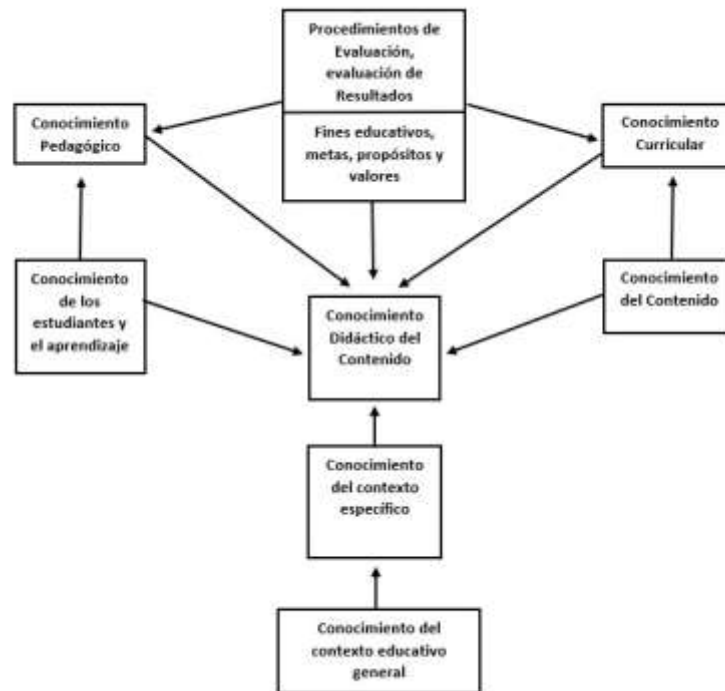 Procedimientos de
Evaluación,
evaluación de
Resultados
Conocimiento
Pedagógico
Fines educativos,
metas, propósitos y
valores
Conocimiento
Curricular
Conocimiento
de los
estudiantes y
el aprendizaje
Conocimiento
Didáctico del
Contenido
Conocimiento
del Contenido
Conocimiento
del contexto
específico
Conocimiento del
contexto educativo
general